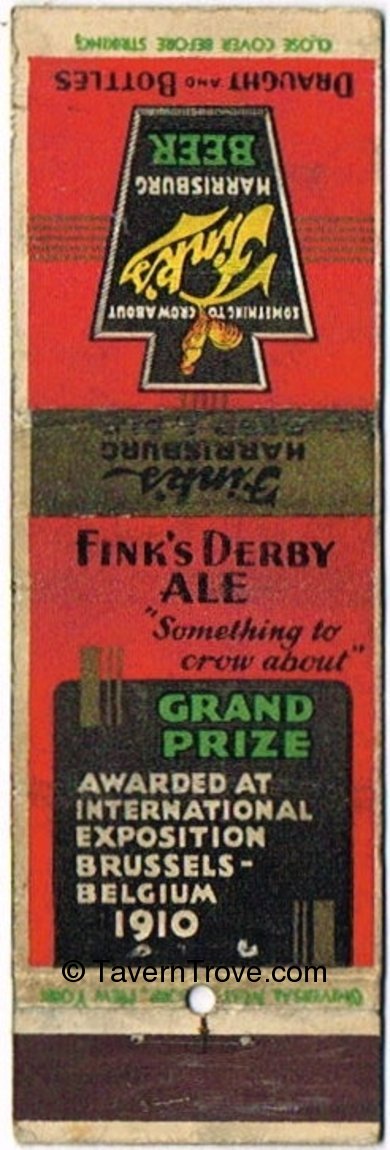 CLOSE COVER BEFORE STRIKING
DRAUGHT AND BOTTLES
SOMETHING TO CROW ABOUT
Fink's
HARRISBURG
BEER
Fink's
HARRISBURG
FINK'S DERBY
ALE
"Something to
crow about"
GRAND
PRIZE
AWARDED AT
INTERNATIONAL
EXPOSITION
BRUSSELS-
BELGIUM
1910
© TavernTrove.com
UNIVERSAL CORP. NEW YORK